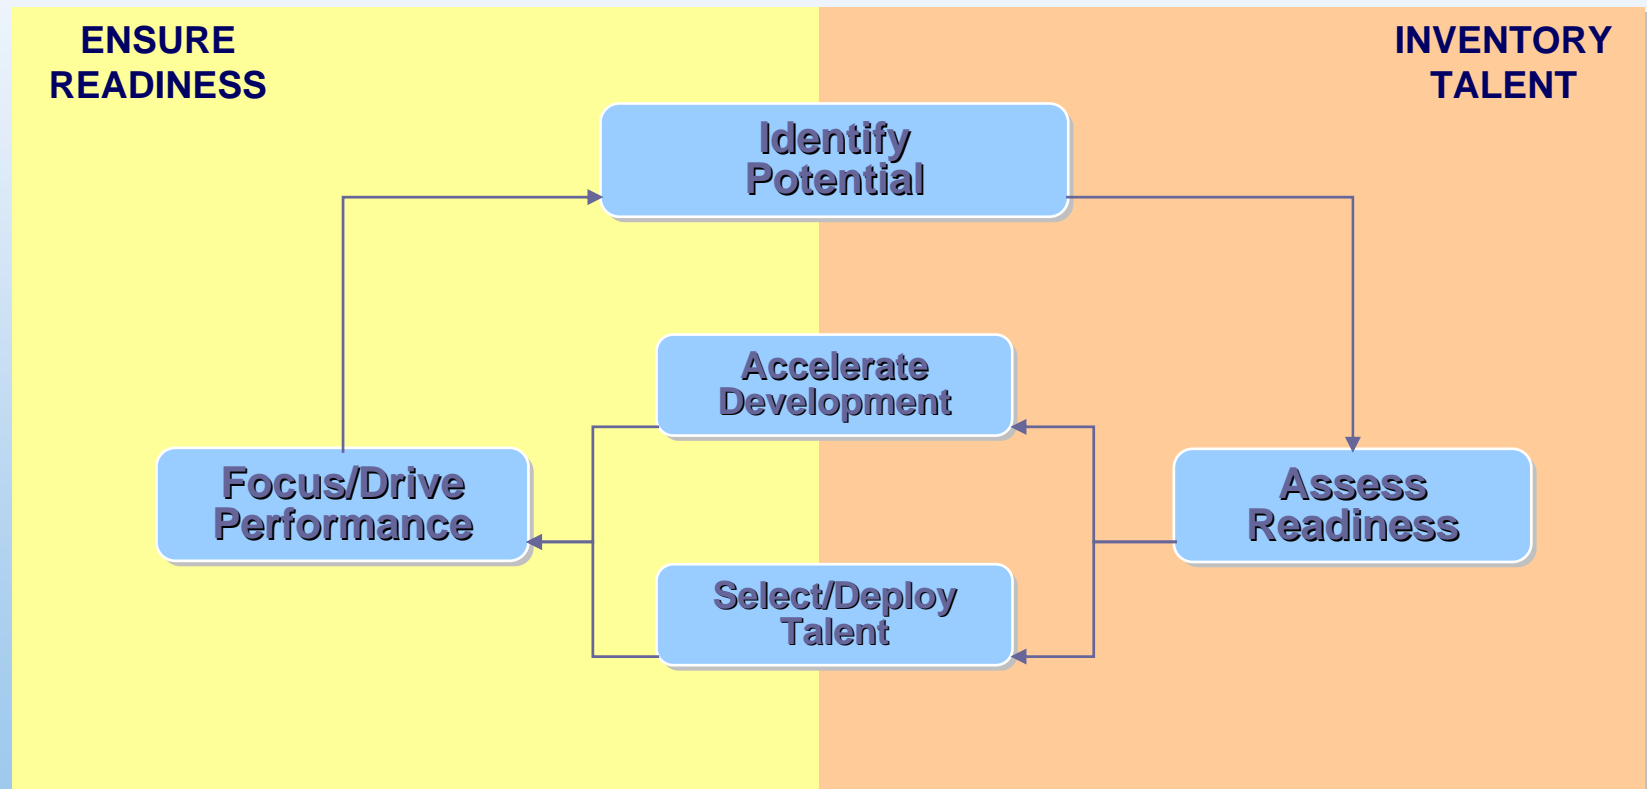 ENSURE
READINESS
INVENTORY
TALENT
Identify
Potential
Accelerate
Development
Focus/Drive
Performance
Assess
Readiness
Select/Deploy
Talent